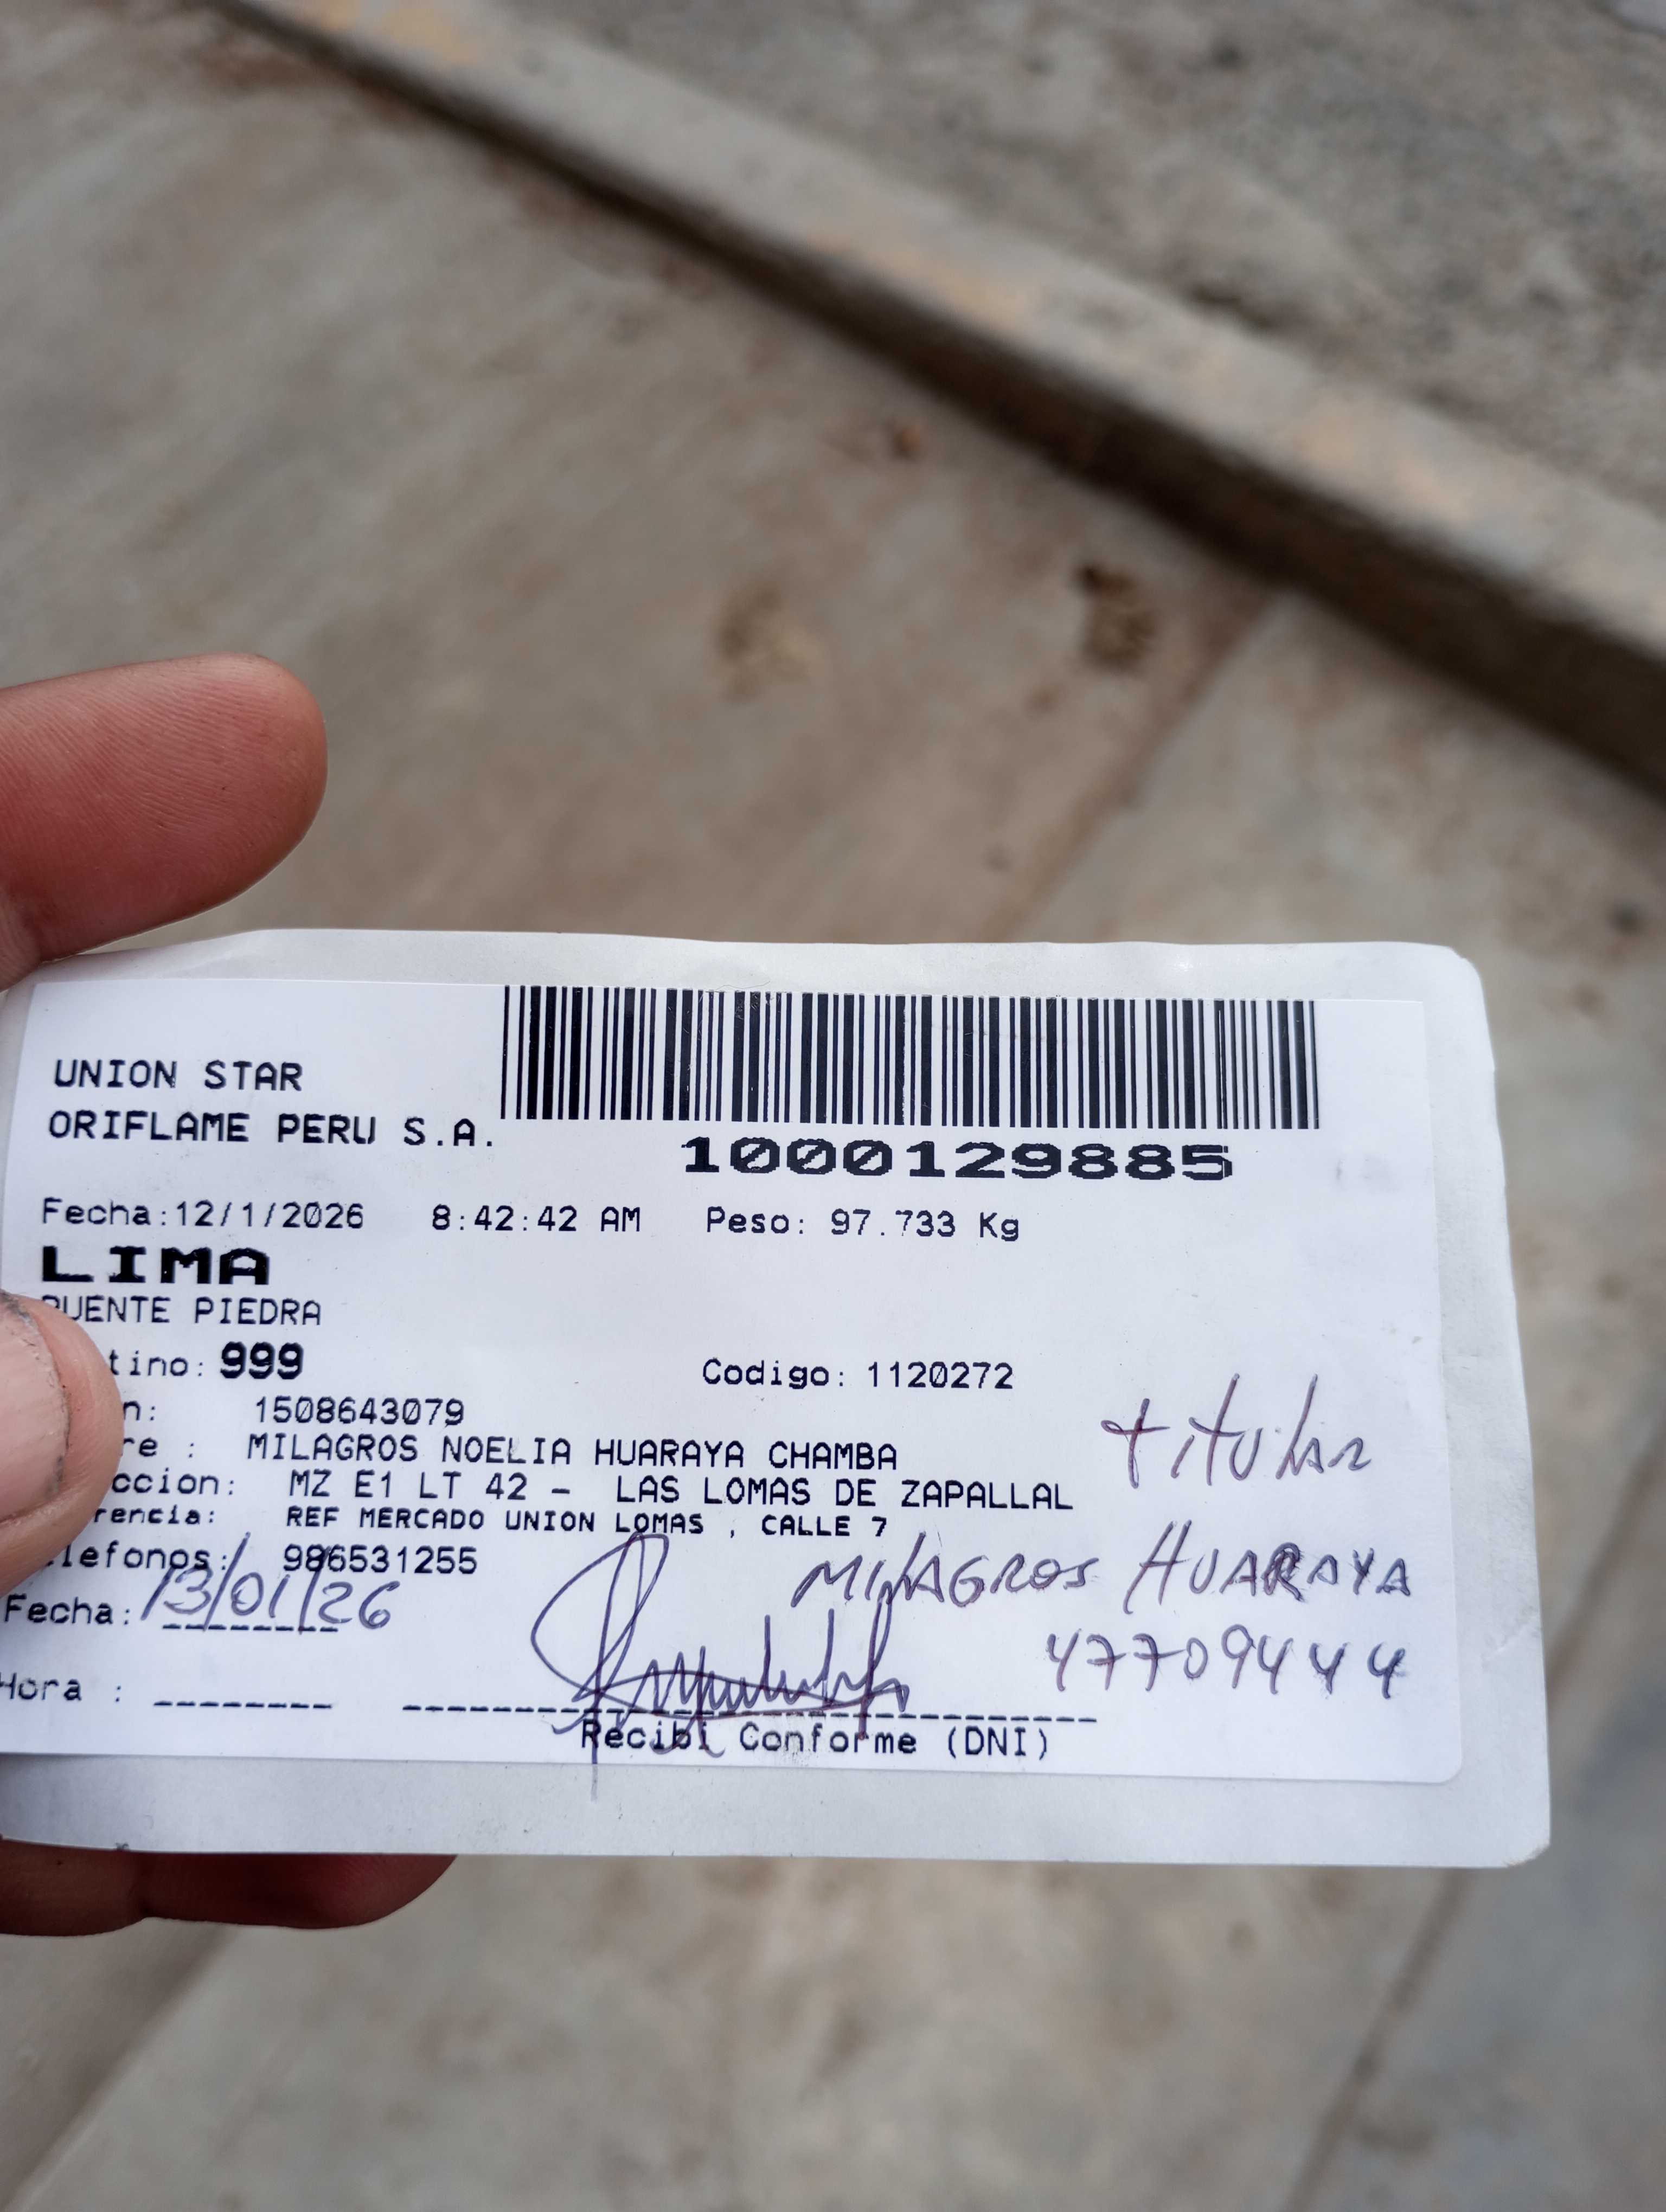 UNION STAR
ORIFLAME PERU S.A.
1000129885
Fecha:12/1/2026 8:42:42 AM Peso: 97.733 Kg
LIMA
PUENTE PIEDRA
tino: 999 Codigo: 1120272
n: 1508643079
re : MILAGROS NOELIA HUARAYA CHAMBA
ccion: MZ E1 LT 42 - LAS LOMAS DE ZAPALLAL
rencia: REF MERCADO UNION LOMAS , CALLE 7
lefonos: 986531255
Fecha: 13/01/26
Hora :
Recibi Conforme (DNI)
titular
MILAGROS HUARAYA
47709444